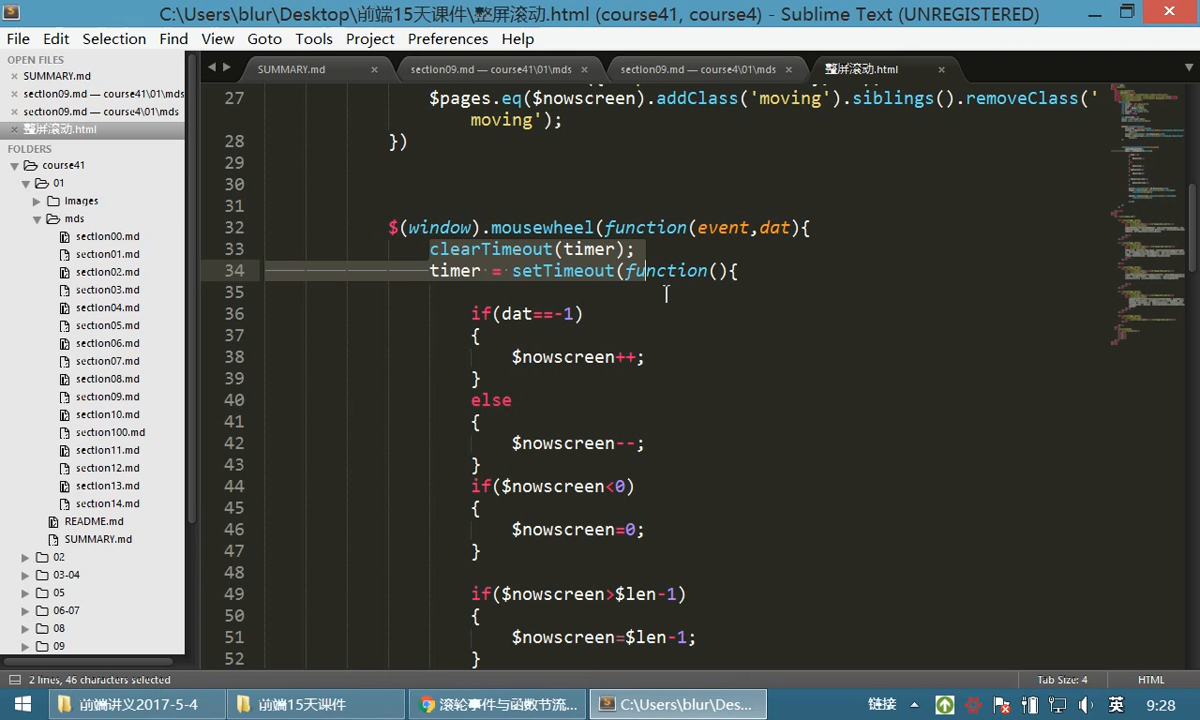 C:\Users\blur\Desktop\前端15天课件\整屏滚动.html (course41, course4) - Sublime Text (UNREGISTERED)
File Edit Selection Find View Goto Tools Project Preferences Help
OPEN FILES
SUMMARY.md
section09.md — course41\01\mds
section09.md — course4\01\mds
整屏滚动.html
FOLDERS
course41
01
Images
mds
section00.md
section01.md
section02.md
section03.md
section04.md
section05.md
section06.md
section07.md
section08.md
section09.md
section10.md
section100.md
section11.md
section12.md
section13.md
section14.md
README.md
SUMMARY.md
02
03-04
05
06-07
08
09
SUMMARY.md section09.md — course41\01\mds section09.md — course4\01\mds 整屏滚动.html
27 $pages.eq($nowscreen).addClass('moving').siblings().removeClass('
moving');
28 })
29
30
31
32 $(window).mousewheel(function(event,dat){
33 clearTimeout(timer);
34 timer = setTimeout(function(){
35
36 if(dat==-1)
37 {
38 $nowscreen++;
39 }
40 else
41 {
42 $nowscreen--;
43 }
44 if($nowscreen<0)
45 {
46 $nowscreen=0;
47 }
48
49 if($nowscreen>$len-1)
50 {
51 $nowscreen=$len-1;
52 }
2 lines, 46 characters selected Tab Size: 4 HTML
前端讲义2017-5-4 前端15天课件 滚轮事件与函数节流... C:\Users\blur\Des... 链接 英 9:28